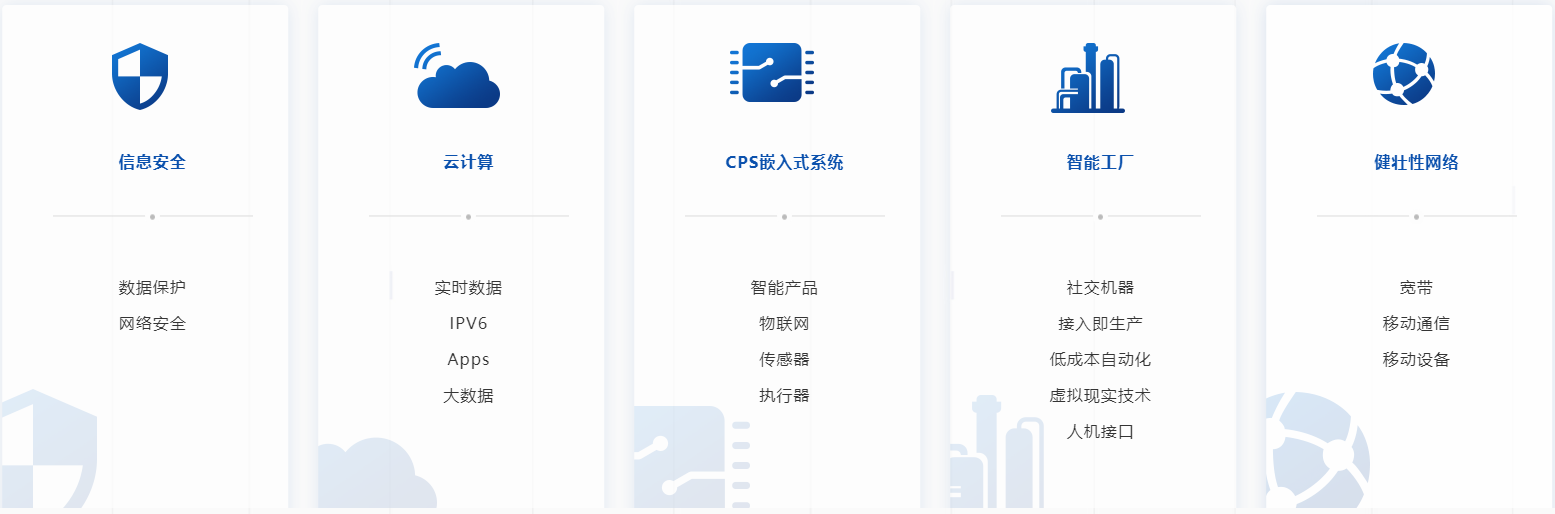 信息安全
数据保护
网络安全
云计算
实时数据
IPV6
Apps
大数据
CPS嵌入式系统
智能产品
物联网
传感器
执行器
智能工厂
社交机器
接入即生产
低成本自动化
虚拟现实技术
人机接口
健壮性网络
宽带
移动通信
移动设备